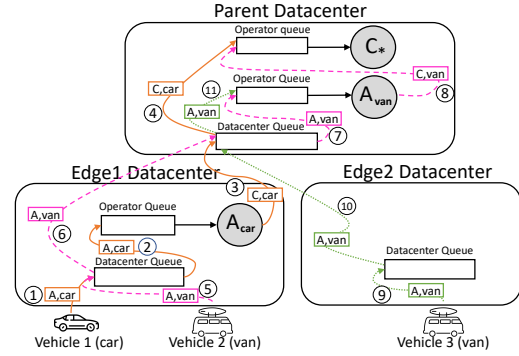 Parent Datacenter
Operator queue
C*
C,car
C,van
4
11
Operator queue
A,van
A van
8
A,van
7
Datacenter Queue
Edge1 Datacenter
3
Edge2 Datacenter
C,car
A,van
6
Operator Queue
A car
A,car
2
10
A,van
Datacenter Queue
Datacenter Queue
1
A,car
5
A,van
9
A,van
Vehicle 1 (car)
Vehicle 2 (van)
Vehicle 3 (van)